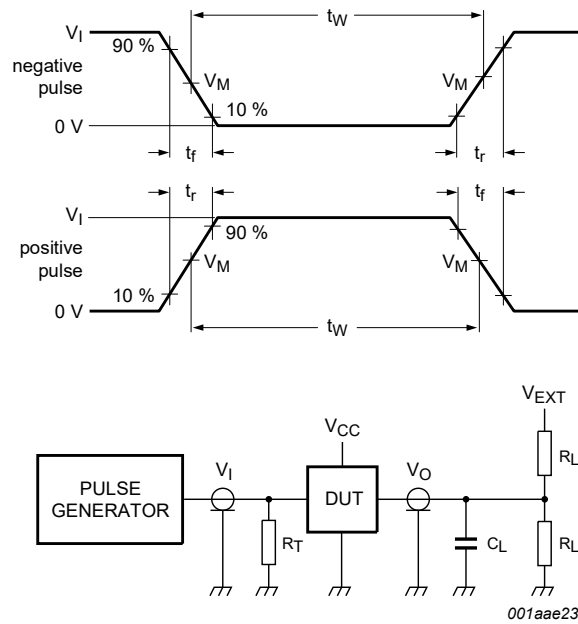 V_I
t_W
90 %
negative
pulse
V_M
V_M
10 %
0 V
t_f
t_r
t_r
t_f
V_I
positive
pulse
90 %
V_M
V_M
10 %
0 V
t_W
V_EXT
V_CC
R_L
PULSE
GENERATOR
V_I
DUT
V_O
R_T
C_L
R_L
001aae23